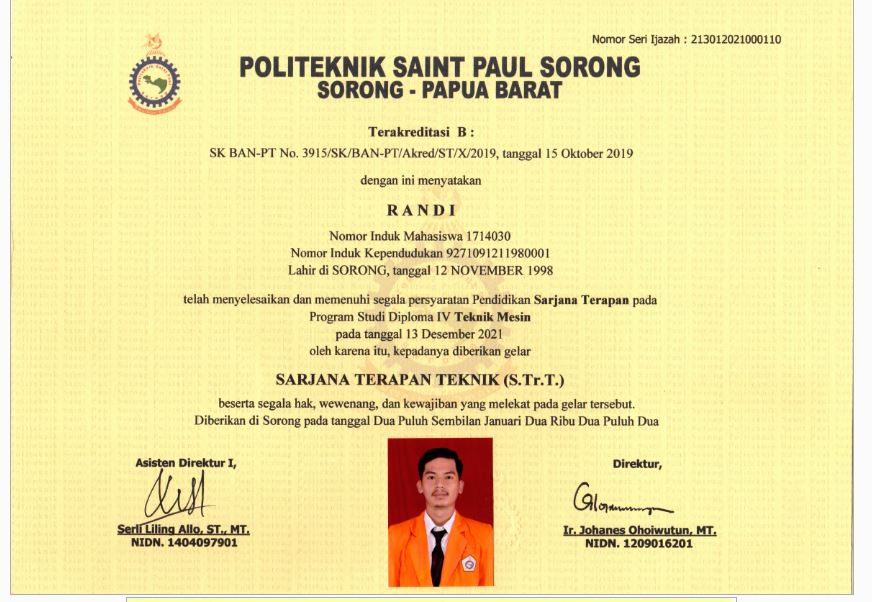 Nomor Seri Ijazah : 213012021000110
POLITEKNIK SAINT PAUL SORONG
SORONG - PAPUA BARAT
Terakreditasi B :
SK BAN-PT No. 3915/SK/BAN-PT/Akred/ST/X/2019, tanggal 15 Oktober 2019
dengan ini menyatakan
R A N D I
Nomor Induk Mahasiswa 1714030
Nomor Induk Kependudukan 9271091211980001
Lahir di SORONG, tanggal 12 NOVEMBER 1998
telah menyelesaikan dan memenuhi segala persyaratan Pendidikan Sarjana Terapan pada
Program Studi Diploma IV Teknik Mesin
pada tanggal 13 Desember 2021
oleh karena itu, kepadanya diberikan gelar
SARJANA TERAPAN TEKNIK (S.Tr.T.)
beserta segala hak, wewenang, dan kewajiban yang melekat pada gelar tersebut.
Diberikan di Sorong pada tanggal Dua Puluh Sembilan Januari Dua Ribu Dua Puluh Dua
Asisten Direktur I,
Serli Liling Allo, ST., MT.
NIDN. 1404097901
Direktur,
Ir. Johanes Ohoiwutun, MT.
NIDN. 1209016201